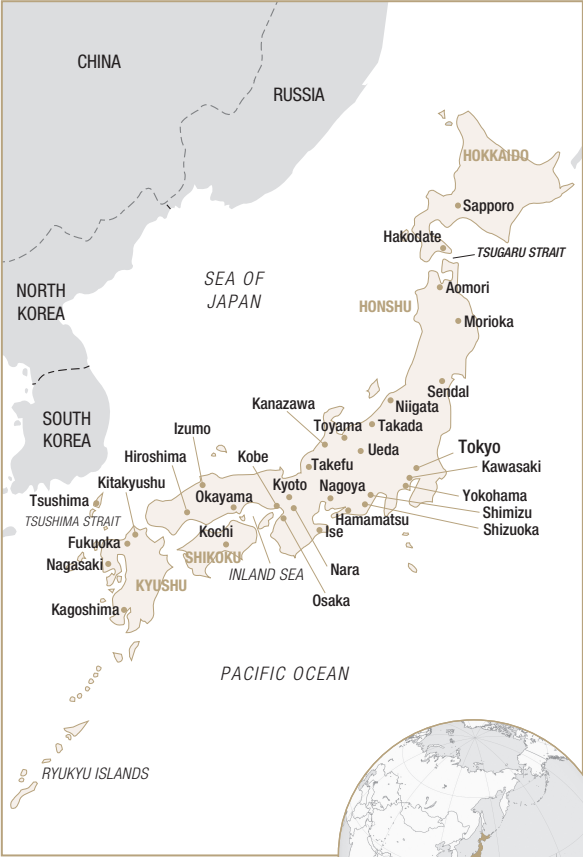 CHINA
RUSSIA
HOKKAIDO
Sapporo
Hakodate
TSUGARU STRAIT
SEA OF
JAPAN
NORTH
KOREA
Aomori
HONSHU
Morioka
Sendal
Kanazawa
Niigata
SOUTH
KOREA
Toyama
Takada
Izumo
Tokyo
Ueda
Hiroshima
Kobe
Takefu
Kawasaki
Kitakyushu
Kyoto
Nagoya
Okayama
Yokohama
Tsushima
Shimizu
TSUSHIMA STRAIT
Hamamatsu
Shizuoka
Kochi
Ise
Fukuoka
SHIKOKU
Nagasaki
INLAND SEA
Nara
KYUSHU
Osaka
Kagoshima
PACIFIC OCEAN
RYUKYU ISLANDS